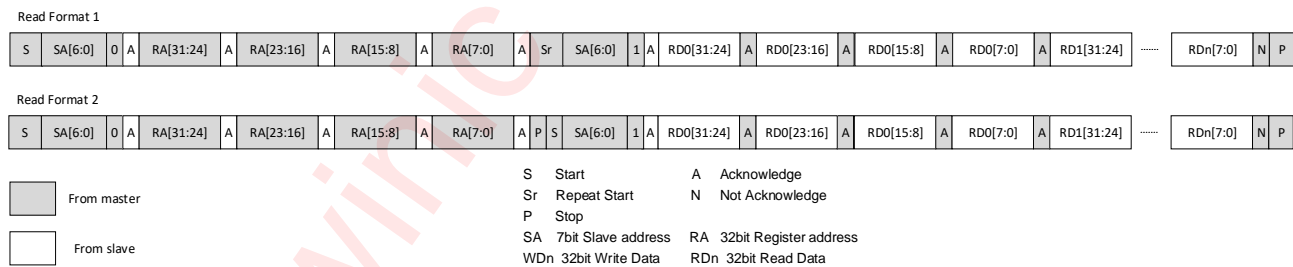 Read Format 1
S SA[6:0] 0 A RA[31:24] A RA[23:16] A RA[15:8] A RA[7:0] A Sr SA[6:0] 1 A RD0[31:24] A RD0[23:16] A RD0[15:8] A RD0[7:0] A RD1[31:24] ....... RDn[7:0] N P
Read Format 2
S SA[6:0] 0 A RA[31:24] A RA[23:16] A RA[15:8] A RA[7:0] A P S SA[6:0] 1 A RD0[31:24] A RD0[23:16] A RD0[15:8] A RD0[7:0] A RD1[31:24] ....... RDn[7:0] N P
From master
From slave
S Start A Acknowledge
Sr Repeat Start N Not Acknowledge
P Stop
SA 7bit Slave address RA 32bit Register address
WDn 32bit Write Data RDn 32bit Read Data
winic